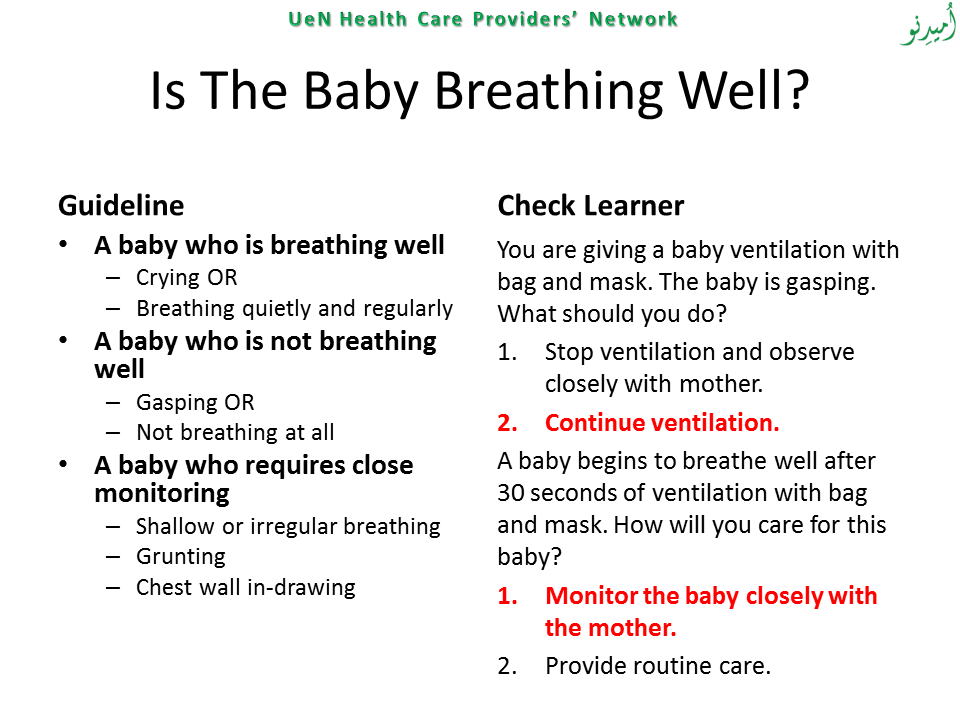 UeN Health Care Providers' Network
اُمیدِنو
Is The Baby Breathing Well?
Guideline
• A baby who is breathing well
– Crying OR
– Breathing quietly and regularly
• A baby who is not breathing
well
– Gasping OR
– Not breathing at all
• A baby who requires close
monitoring
– Shallow or irregular breathing
– Grunting
– Chest wall in-drawing
Check Learner
You are giving a baby ventilation with
bag and mask. The baby is gasping.
What should you do?
1. Stop ventilation and observe
closely with mother.
2. Continue ventilation.
A baby begins to breathe well after
30 seconds of ventilation with bag
and mask. How will you care for this
baby?
1. Monitor the baby closely with
the mother.
2. Provide routine care.